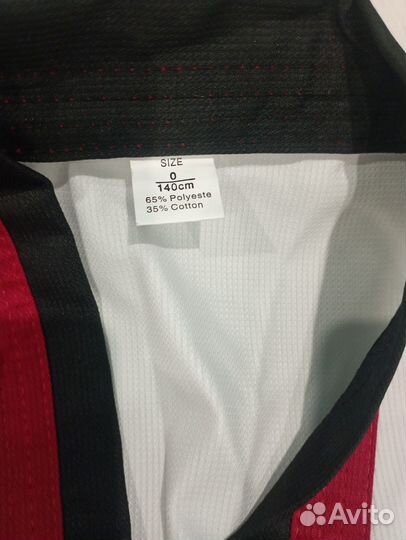 SIZE
0
140cm
65% Polyeste
35% Cotton
Avito